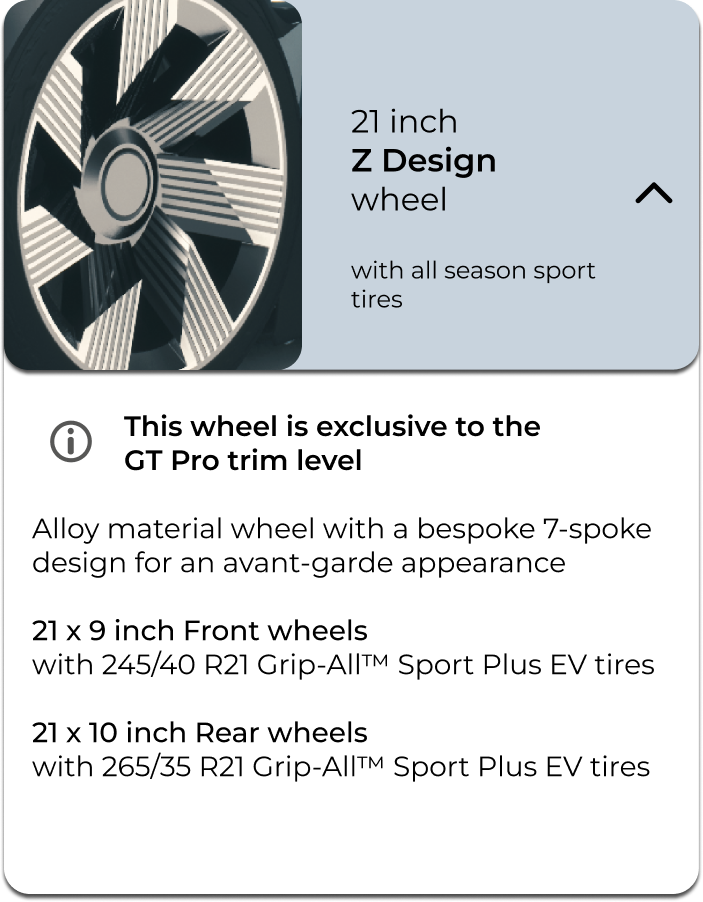 21 inch
Z Design
wheel
with all season sport
tires
This wheel is exclusive to the
GT Pro trim level
Alloy material wheel with a bespoke 7-spoke
design for an avant-garde appearance
21 x 9 inch Front wheels
with 245/40 R21 Grip-All™ Sport Plus EV tires
21 x 10 inch Rear wheels
with 265/35 R21 Grip-All™ Sport Plus EV tires